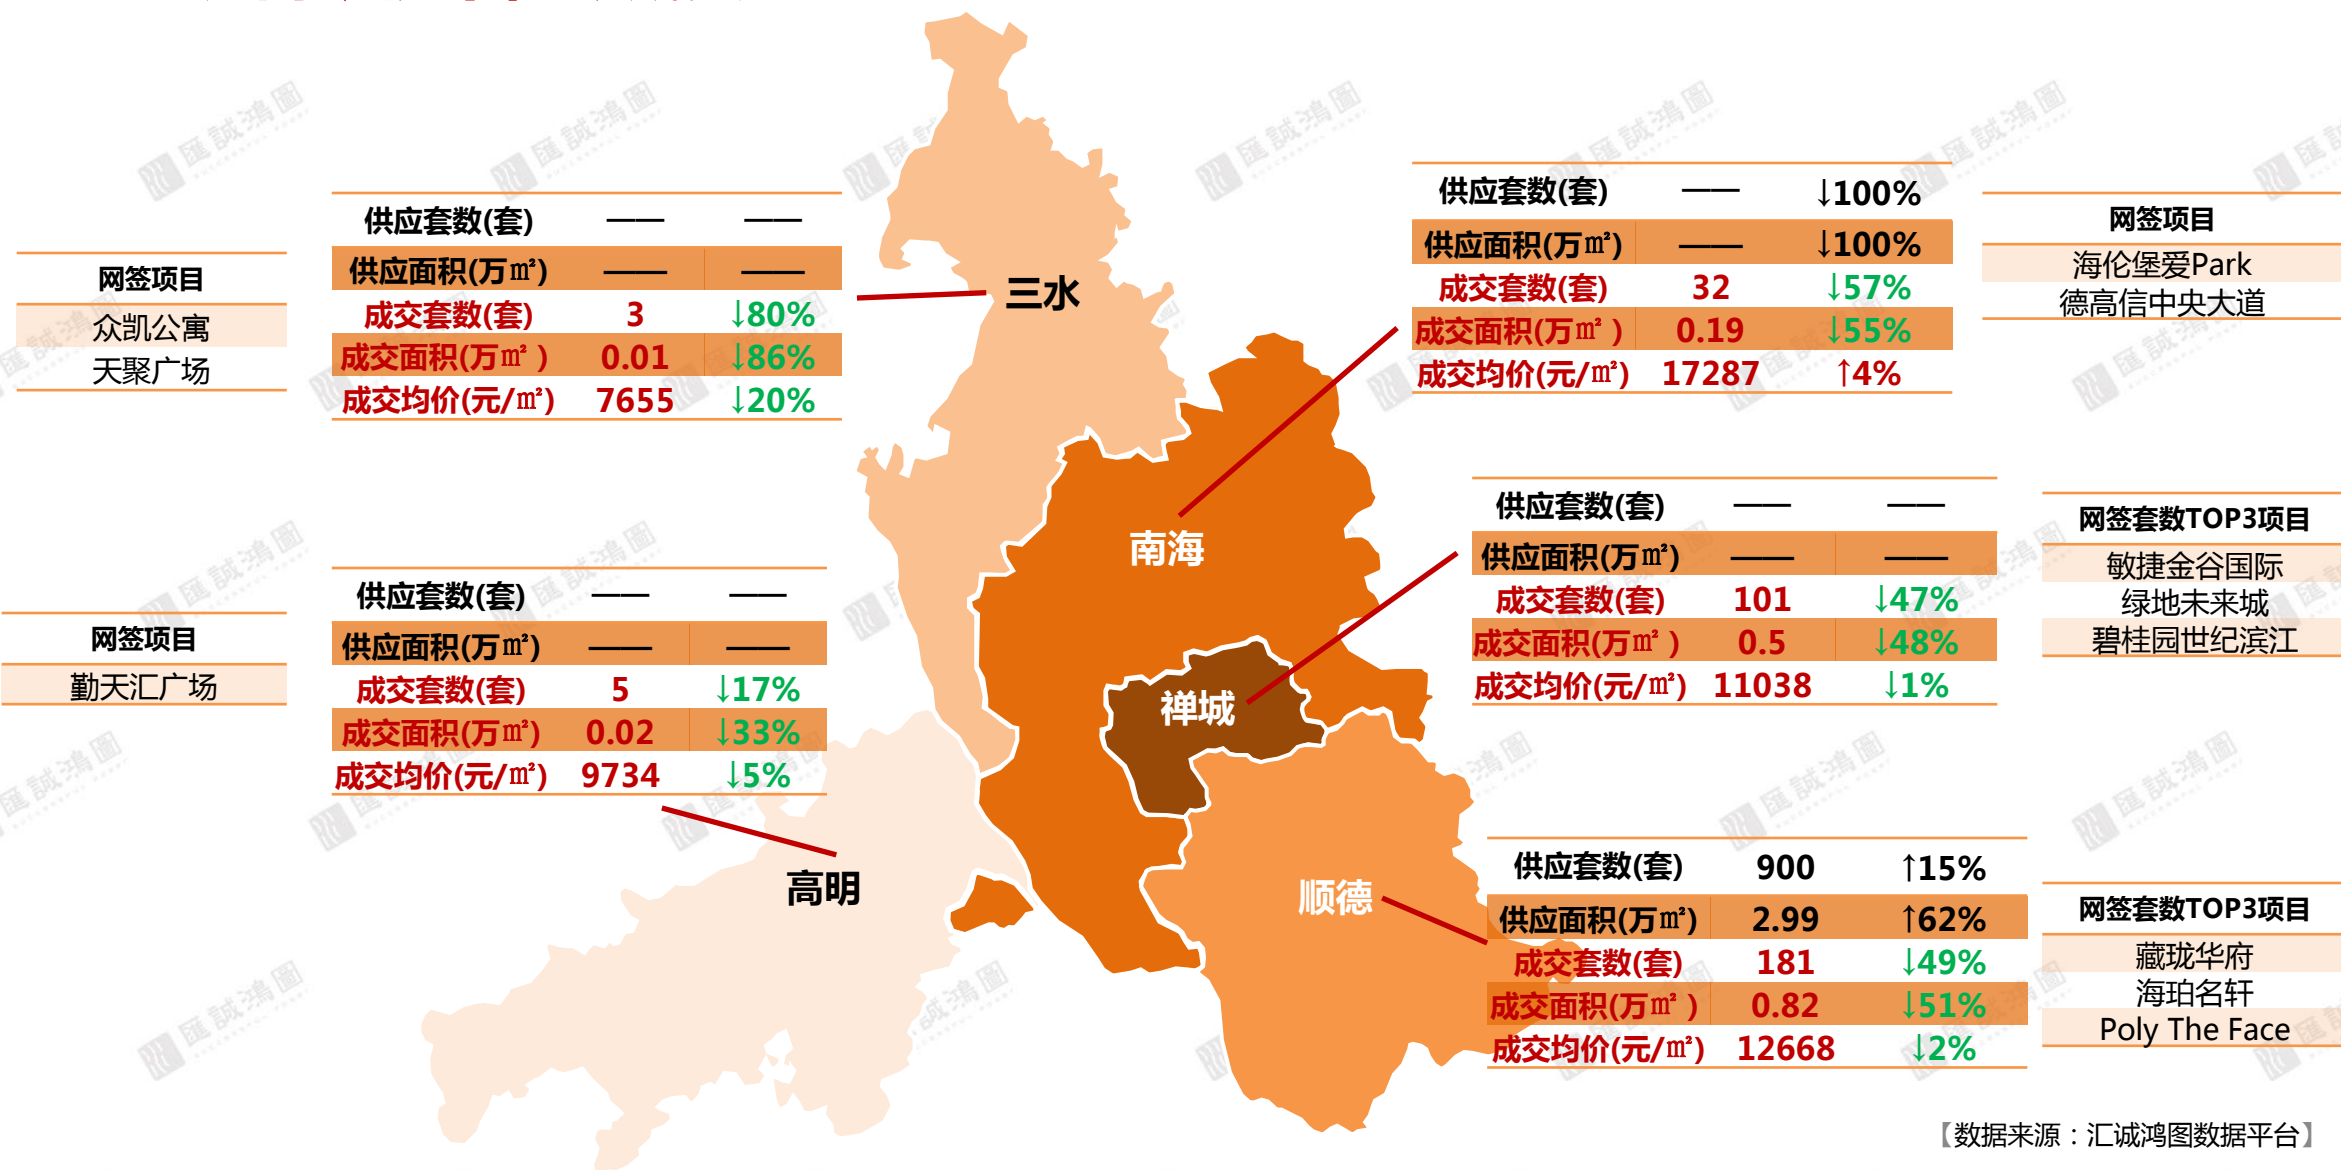 供应套数(套) —— ——
供应面积(万㎡) —— ——
成交套数(套) 3 ↓80%
成交面积(万㎡ ) 0.01 ↓86%
成交均价(元/㎡) 7655 ↓20%
网签项目
众凯公寓
天聚广场
三水
供应套数(套) —— ↓100%
供应面积(万㎡) —— ↓100%
成交套数(套) 32 ↓57%
成交面积(万㎡ ) 0.19 ↓55%
成交均价(元/㎡) 17287 ↑4%
网签项目
海伦堡爱Park
德高信中央大道
南海
供应套数(套) —— ——
供应面积(万㎡) —— ——
成交套数(套) 101 ↓47%
成交面积(万㎡ ) 0.5 ↓48%
成交均价(元/㎡) 11038 ↓1%
网签套数TOP3项目
敏捷金谷国际
绿地未来城
碧桂园世纪滨江
禅城
供应套数(套) —— ——
供应面积(万㎡) —— ——
成交套数(套) 5 ↓17%
成交面积(万㎡) 0.02 ↓33%
成交均价(元/㎡) 9734 ↓5%
网签项目
勤天汇广场
高明
供应套数(套) 900 ↑15%
供应面积(万㎡) 2.99 ↑62%
成交套数(套) 181 ↓49%
成交面积(万㎡ ) 0.82 ↓51%
成交均价(元/㎡) 12668 ↓2%
网签套数TOP3项目
藏珑华府
海珀名轩
Poly The Face
顺德
【数据来源：汇诚鸿图数据平台】
匯誠鴻圖